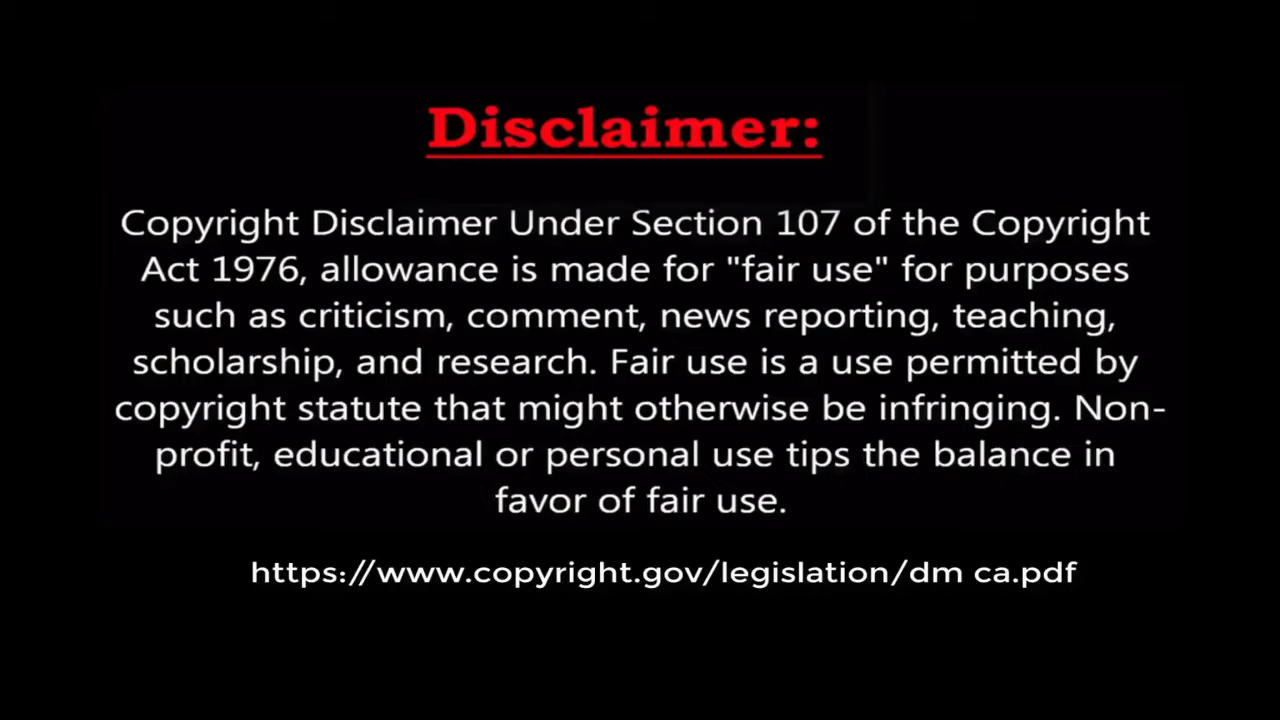 Disclaimer:
Copyright Disclaimer Under Section 107 of the Copyright
Act 1976, allowance is made for "fair use" for purposes
such as criticism, comment, news reporting, teaching,
scholarship, and research. Fair use is a use permitted by
copyright statute that might otherwise be infringing. Non-
profit, educational or personal use tips the balance in
favor of fair use.
https://www.copyright.gov/legislation/dm ca.pdf